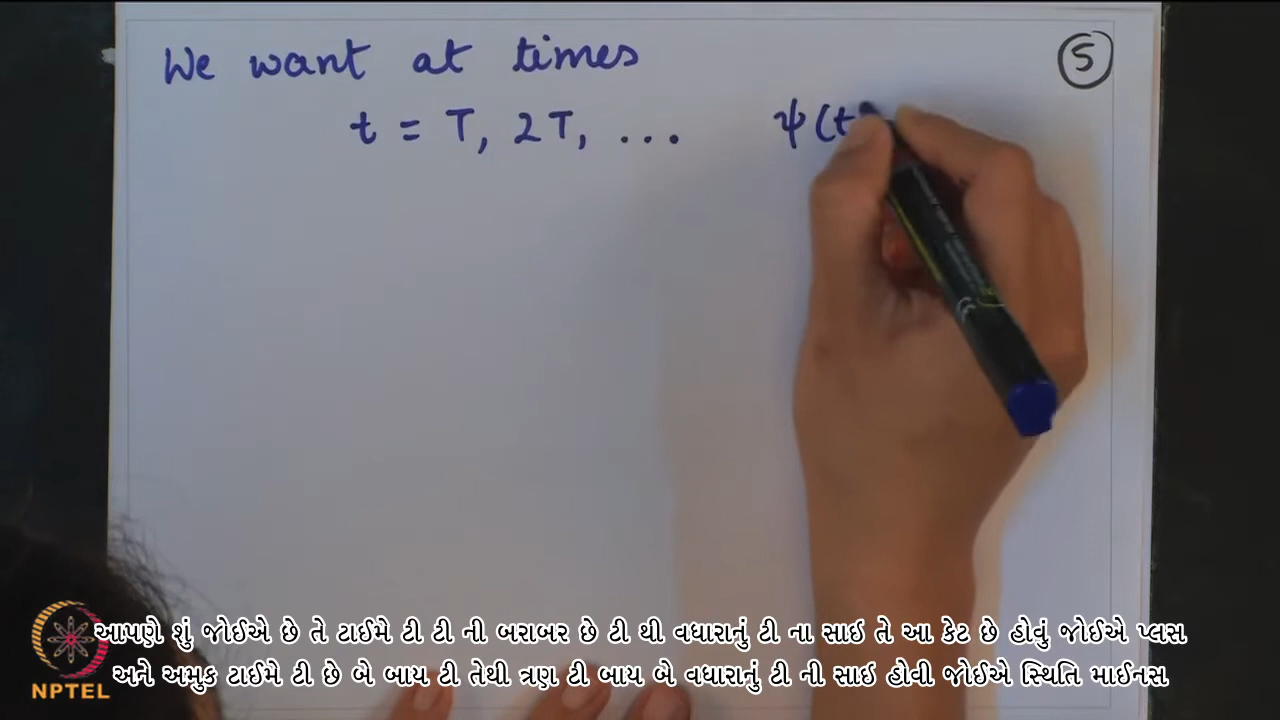 We want at times
5
t = T, 2T, ... ψ(t
આપણે શું જોઈએ છે તે ટાઈમે ટી ટી ની બરાબર છે ટી થી વધારાનું ટી ના સાઇ તે આ કેટ છે હોવું જોઈએ પ્લસ
અને અમુક ટાઈમે ટી છે બે બાય ટી તેથી ત્રણ ટી બાય બે વધારાનું ટી ની સાઇ હોવી જોઈએ સ્થિતિ માઈનસ
NPTEL